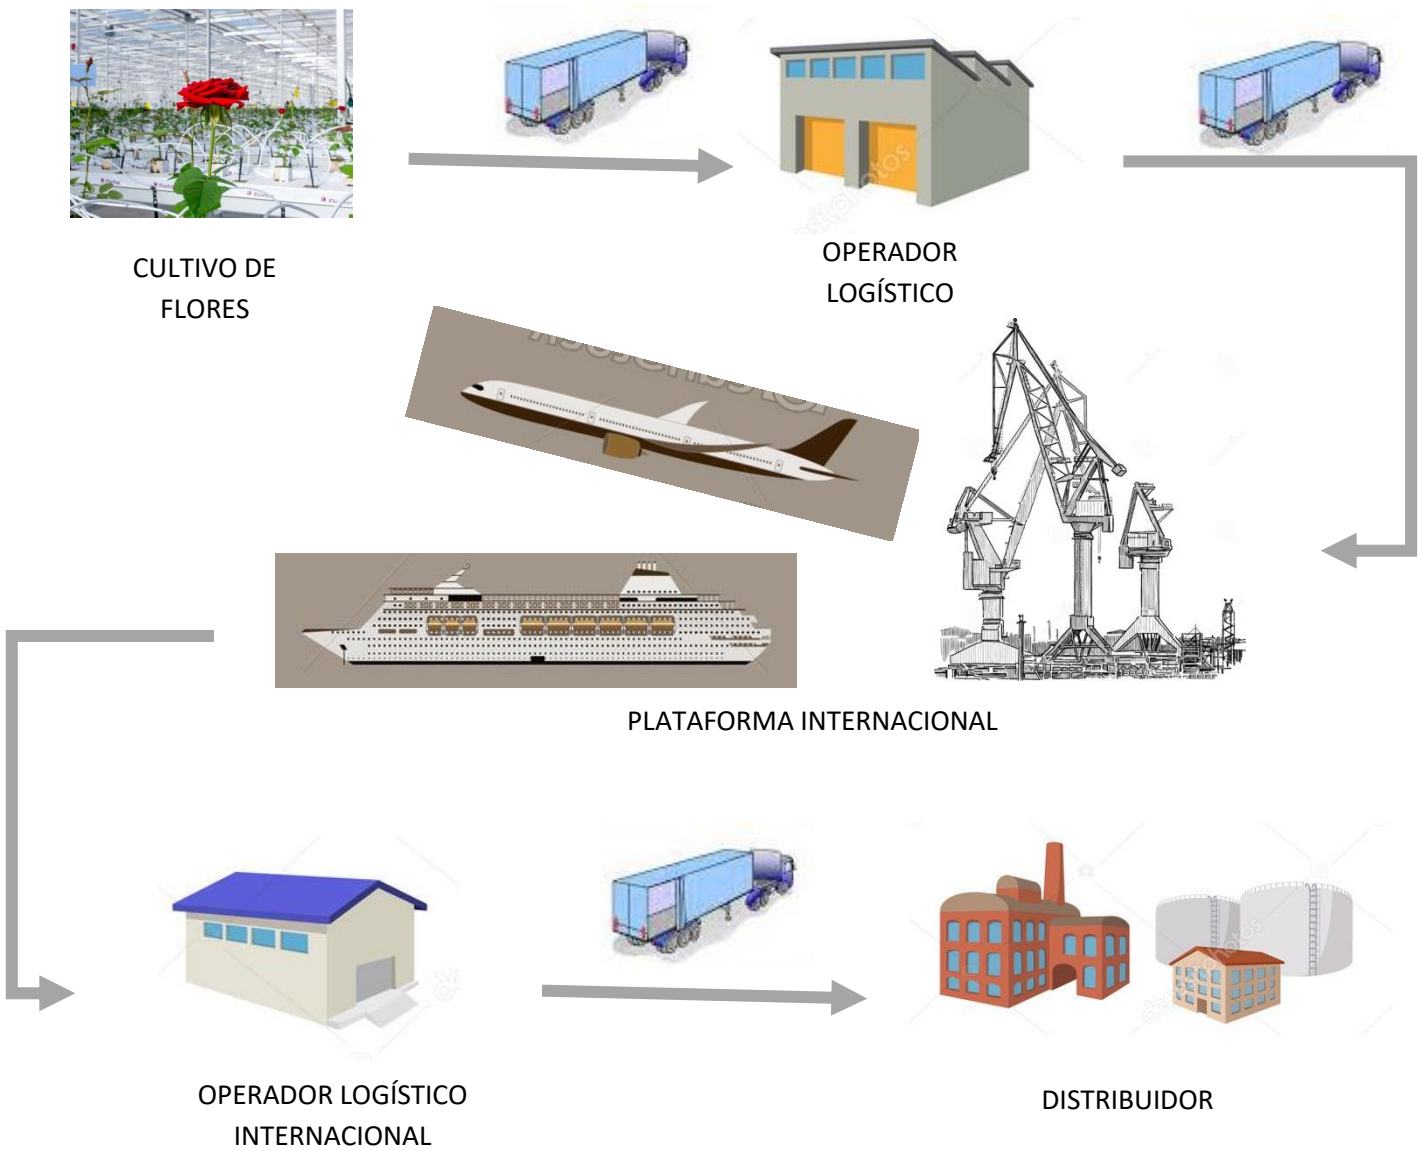 CULTIVO DE
FLORES
OPERADOR
LOGÍSTICO
PLATAFORMA INTERNACIONAL
OPERADOR LOGÍSTICO
INTERNACIONAL
DISTRIBUIDOR